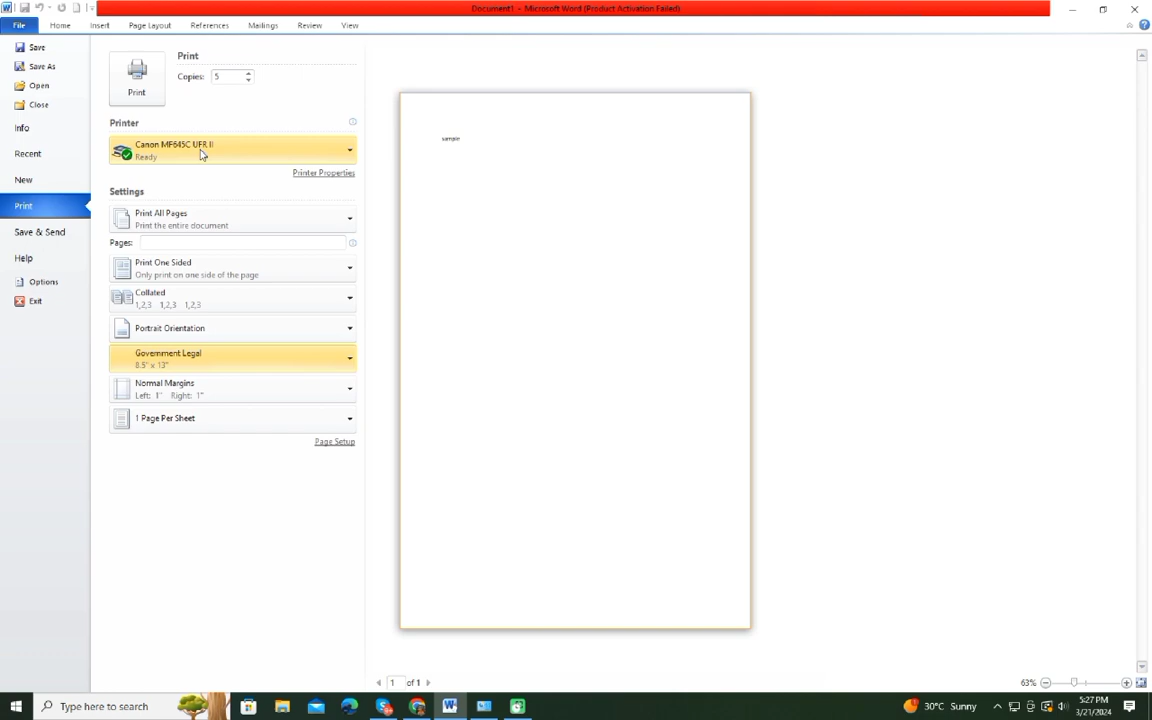 Document1 - Microsoft Word (Product Activation Failed)
File Home Insert Page Layout References Mailings Review View
Save
Save As
Open
Close
Info
Recent
New
Print
Save & Send
Help
Options
Exit
Print
Print
Copies: 5
Printer
Canon MF645C UFR II
Ready
Printer Properties
Settings
Print All Pages
Print the entire document
Pages:
Print One Sided
Only print on one side of the page
Collated
1,2,3 1,2,3 1,2,3
Portrait Orientation
Government Legal
8.5" x 13"
Normal Margins
Left: 1" Right: 1"
1 Page Per Sheet
Page Setup
sample
1 of 1
63%
Type here to search
30°C Sunny
5:27 PM
3/21/2024